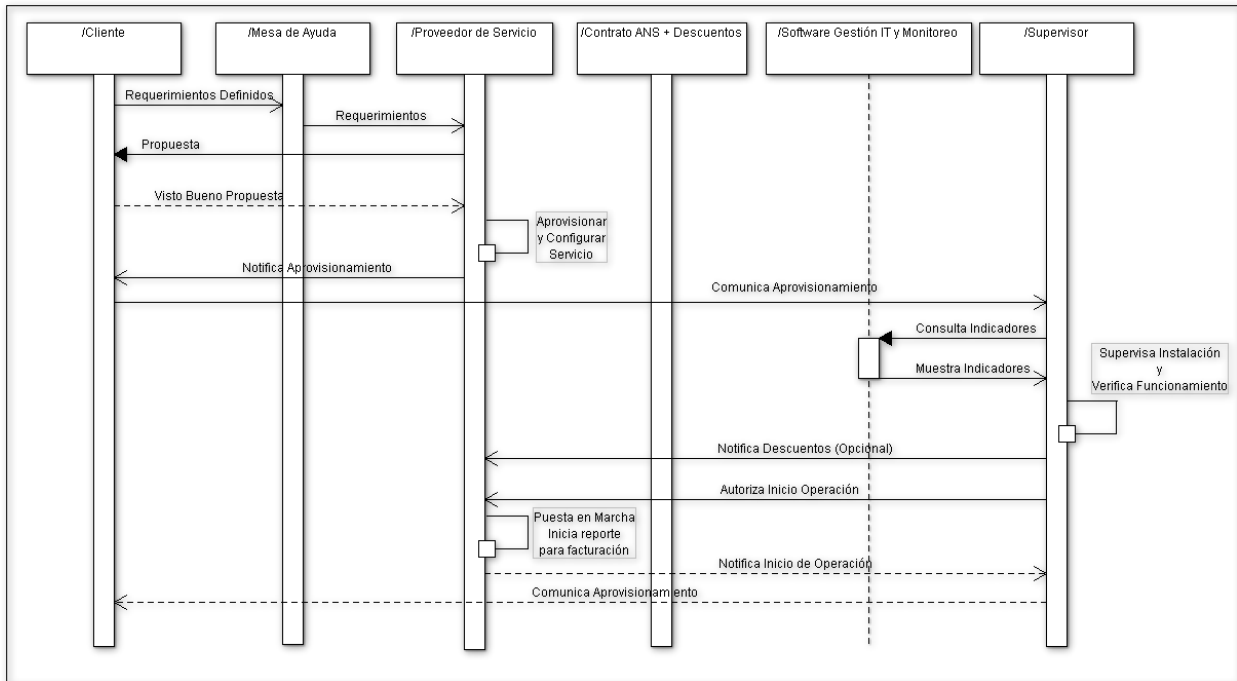 /Cliente
/Mesa de Ayuda
/Proveedor de Servicio
/Contrato ANS + Descuentos
/Software Gestión IT y Monitoreo
/Supervisor
Requerimientos Definidos
Requerimientos
Propuesta
Visto Bueno Propuesta
Aprovisionar
y Configurar
Servicio
Notifica Aprovisionamiento
Comunica Aprovisionamiento
Consulta Indicadores
Muestra Indicadores
Supervisa Instalación
y
Verifica Funcionamiento
Notifica Descuentos (Opcional)
Autoriza Inicio Operación
Puesta en Marcha
Inicia reporte
para facturación
Notifica Inicio de Operación
Comunica Aprovisionamiento